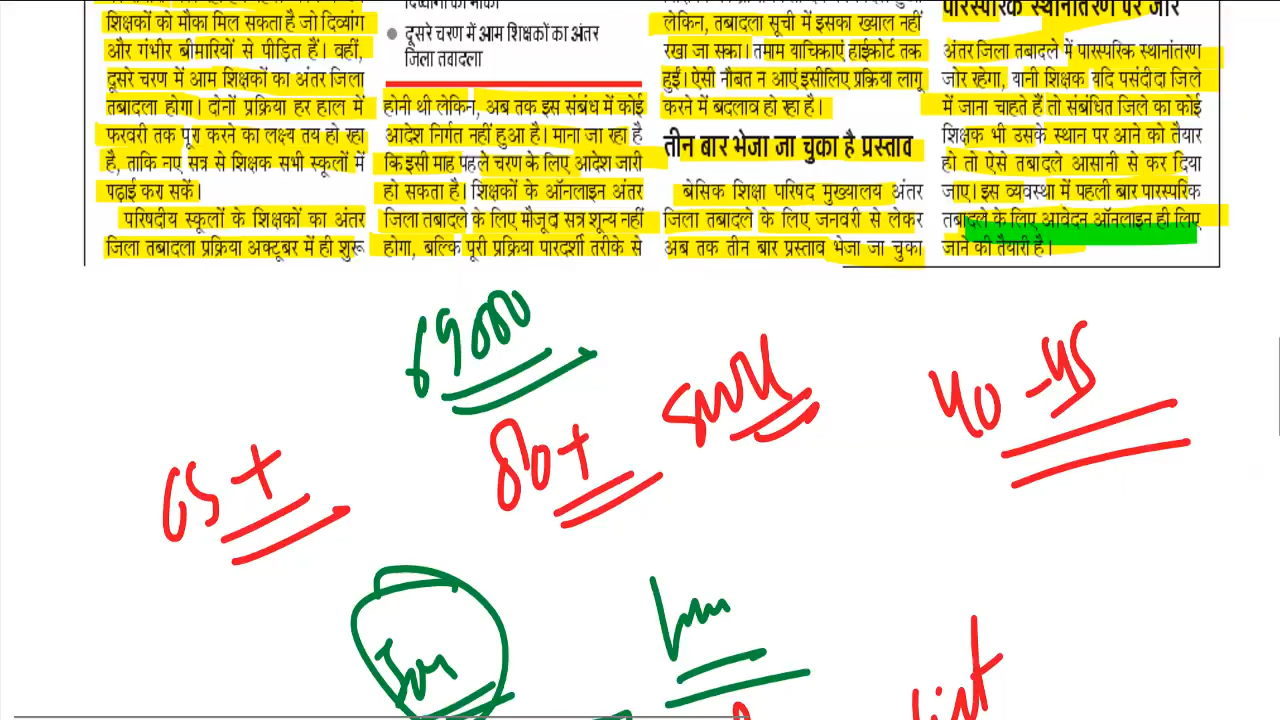 शिक्षकों को मौका मिल सकता है जो दिव्यांग
और गंभीर बीमारियों से पीड़ित हैं। वहीं,
दूसरे चरण में आम शिक्षकों का अंतर जिला
तबादला होगा। दोनों प्रक्रिया हर हाल में
फरवरी तक पूरा करने का लक्ष्य तय हो रहा
है, ताकि नए सत्र से शिक्षक सभी स्कूलों में
पढ़ाई करा सकें।
परिषदीय स्कूलों के शिक्षकों का अंतर
जिला तबादला प्रक्रिया अक्टूबर में ही शुरू
दूसरे चरण में आम शिक्षकों का अंतर
जिला तबादला
होनी थी लेकिन, अब तक इस संबंध में कोई
आदेश निर्गत नहीं हुआ है। माना जा रहा है
कि इसी माह पहले चरण के लिए आदेश जारी
हो सकता है। शिक्षकों के ऑनलाइन अंतर
जिला तबादले के लिए मौजूद सत्र शून्य नहीं
होगा, बल्कि पूरी प्रक्रिया पारदर्शी तरीके से
लेकिन, तबादला सूची में इसका ख्याल नहीं
रखा जा सका। तमाम याचिकाएं हाईकोर्ट तक
हुईं। ऐसी नौबत न आएं इसीलिए प्रक्रिया लागू
करने में बदलाव हो रहा है।
तीन बार भेजा जा चुका है प्रस्ताव
बेसिक शिक्षा परिषद मुख्यालय अंतर
जिला तबादले के लिए जनवरी से लेकर
अब तक तीन बार प्रस्ताव भेजा जा चुका
पारस्परिक स्थानांतरण पर जोर
अंतर जिला तबादले में पारस्परिक स्थानांतरण
जोर रहेगा, यानी शिक्षक यदि पसंदीदा जिले
में जाना चाहते हैं तो संबंधित जिले का कोई
शिक्षक भी उसके स्थान पर आने को तैयार
हो तो ऐसे तबादले आसानी से कर दिया
जाए। इस व्यवस्था में पहली बार पारस्परिक
तबादले के लिए आवेदन ऑनलाइन ही लिए
जाने की तैयारी है।
69000
65+
80+
40-45
list